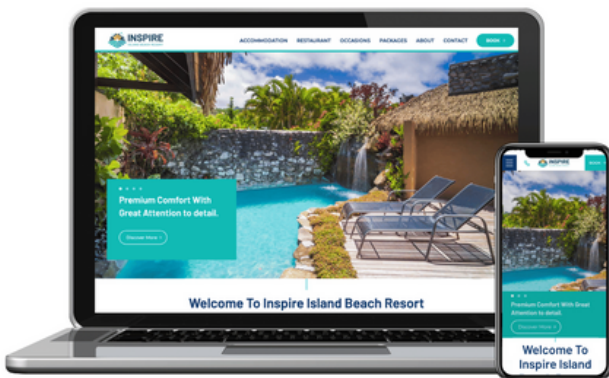 INSPIRE
ACCOMMODATION RESTAURANT OCCASIONS PACKAGES ABOUT CONTACT BOOK
Premium Comfort With
Great Attention to detail.
Discover More
Welcome To Inspire Island Beach Resort
INSPIRE
BOOK
Premium Comfort With Great
Attention to detail.
Discover More
Welcome To
Inspire Island